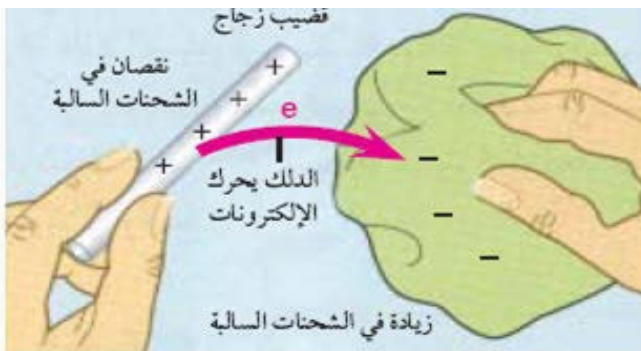 قضيب زجاج
نقصان في
الشحنات السالبة
+
+
+
+
e
الدلك يحرك
الإلكترونات
-
-
-
-
زيادة في الشحنات السالبة